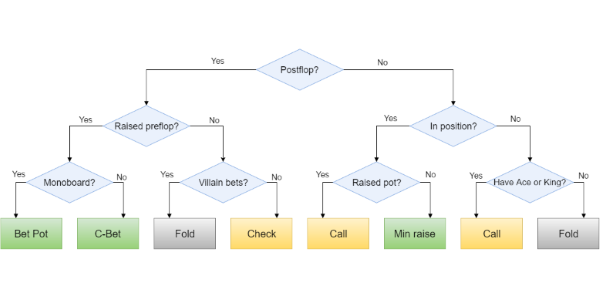 Postflop?
Yes
No
Raised preflop?
In position?
Yes
No
Yes
No
Monoboard?
Villain bets?
Raised pot?
Have Ace or King?
Yes
No
Yes
No
Yes
No
Yes
No
Bet Pot
C-Bet
Fold
Check
Call
Min raise
Call
Fold